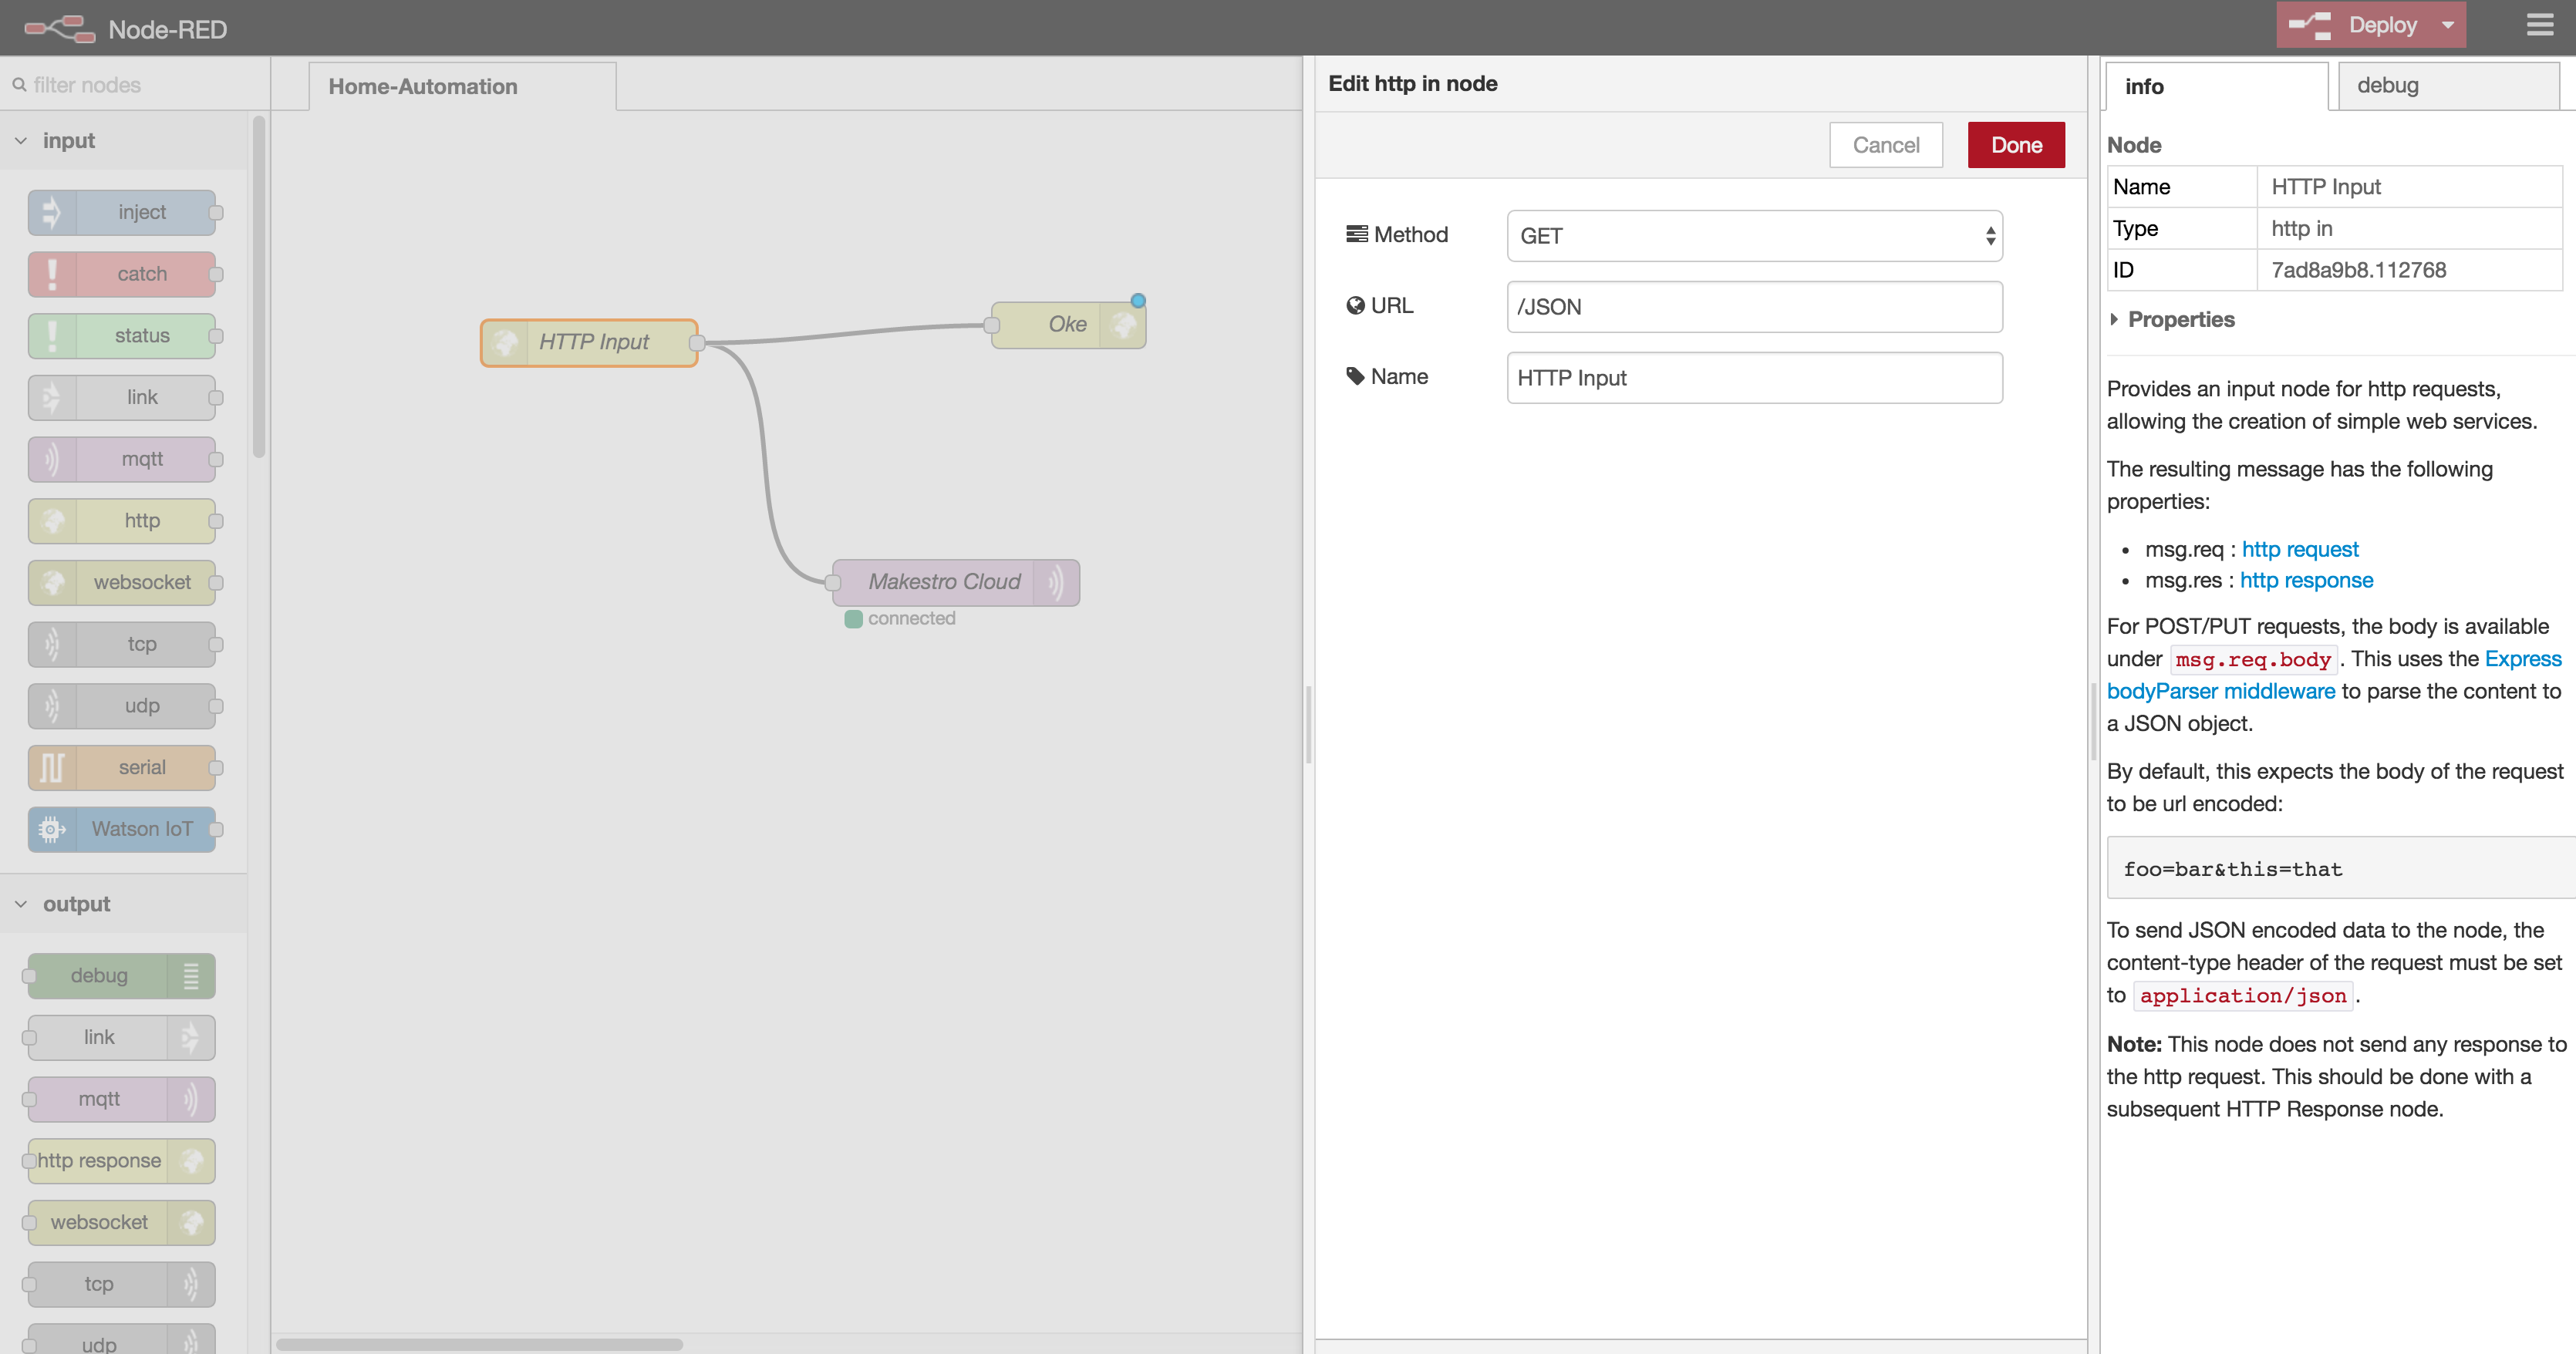 Node-RED
Deploy
filter nodes
input
inject
catch
status
link
mqtt
http
websocket
tcp
udp
serial
Watson IoT
output
debug
link
mqtt
http response
websocket
tcp
udp
Home-Automation
HTTP Input
Oke
Makestro Cloud
connected
Edit http in node
Cancel
Done
Method
GET
URL
/JSON
Name
HTTP Input
info
debug
Node
Name HTTP Input
Type http in
ID 7ad8a9b8.112768
Properties
Provides an input node for http requests,
allowing the creation of simple web services.
The resulting message has the following
properties:
• msg.req : http request
• msg.res : http response
For POST/PUT requests, the body is available
under msg.req.body . This uses the Express
bodyParser middleware to parse the content to
a JSON object.
By default, this expects the body of the request
to be url encoded:
foo=bar&this=that
To send JSON encoded data to the node, the
content-type header of the request must be set
to application/json .
Note: This node does not send any response to
the http request. This should be done with a
subsequent HTTP Response node.